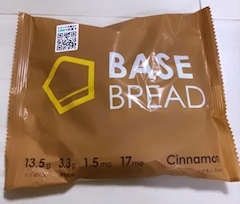 BASE
BREAD
13.5g 3.3g 1.5mg 17mg Cinnamon